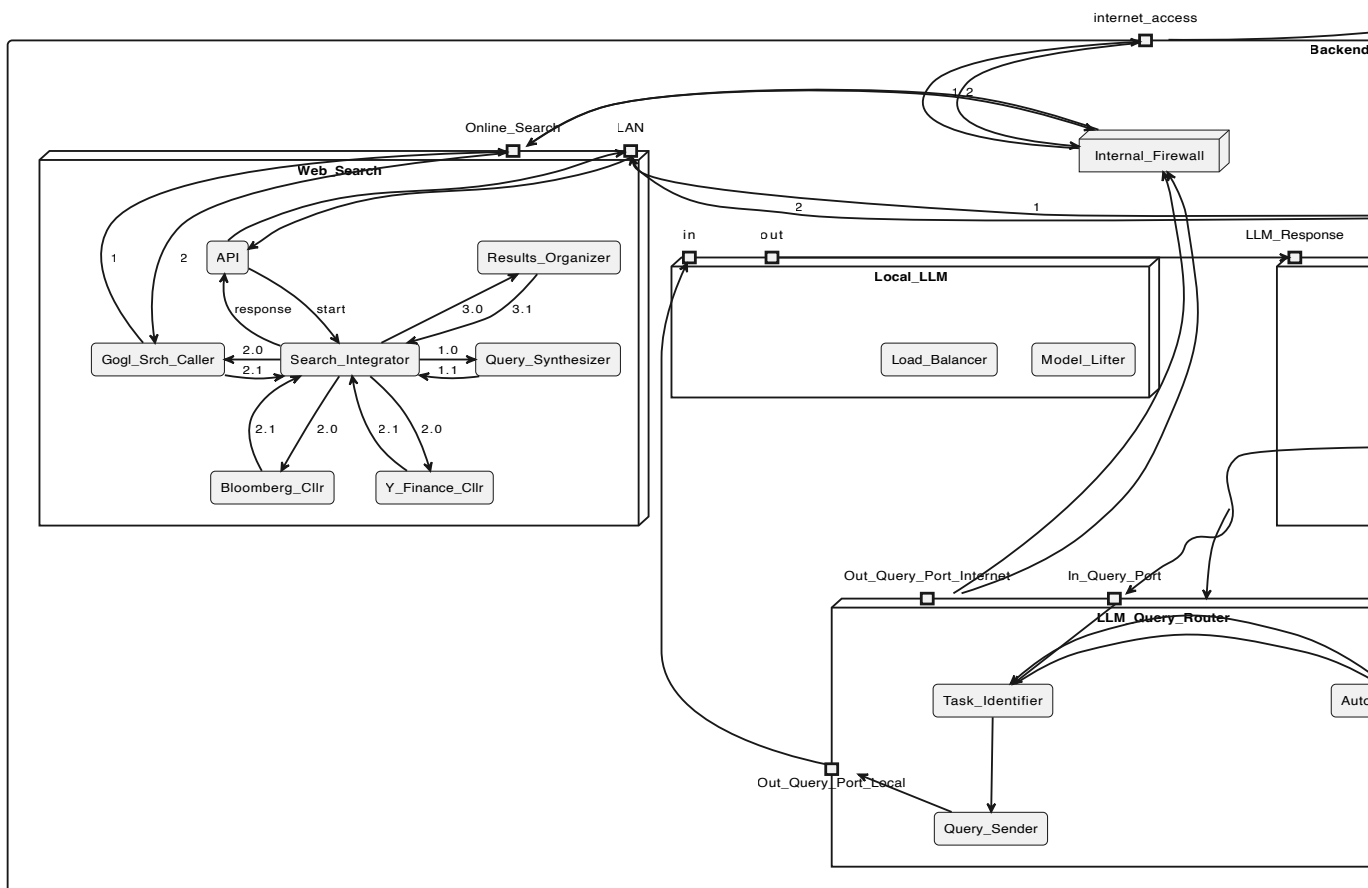 internet_access
Backend
1 2
Online_Search
LAN
Web_Search
Internal_Firewall
2
1
in
out
LLM_Response
1
2
API
Results_Organizer
Local_LLM
response
start
3.0
3.1
Gogl_Srch_Caller
2.0
2.1
Search_Integrator
1.0
1.1
Query_Synthesizer
Load_Balancer
Model_Lifter
2.1
2.0
2.1
2.0
Bloomberg_Cllr
Y_Finance_Cllr
Out_Query_Port_Internet
In_Query_Port
LLM_Query_Router
Task_Identifier
Auto
Out_Query_Port_Local
Query_Sender